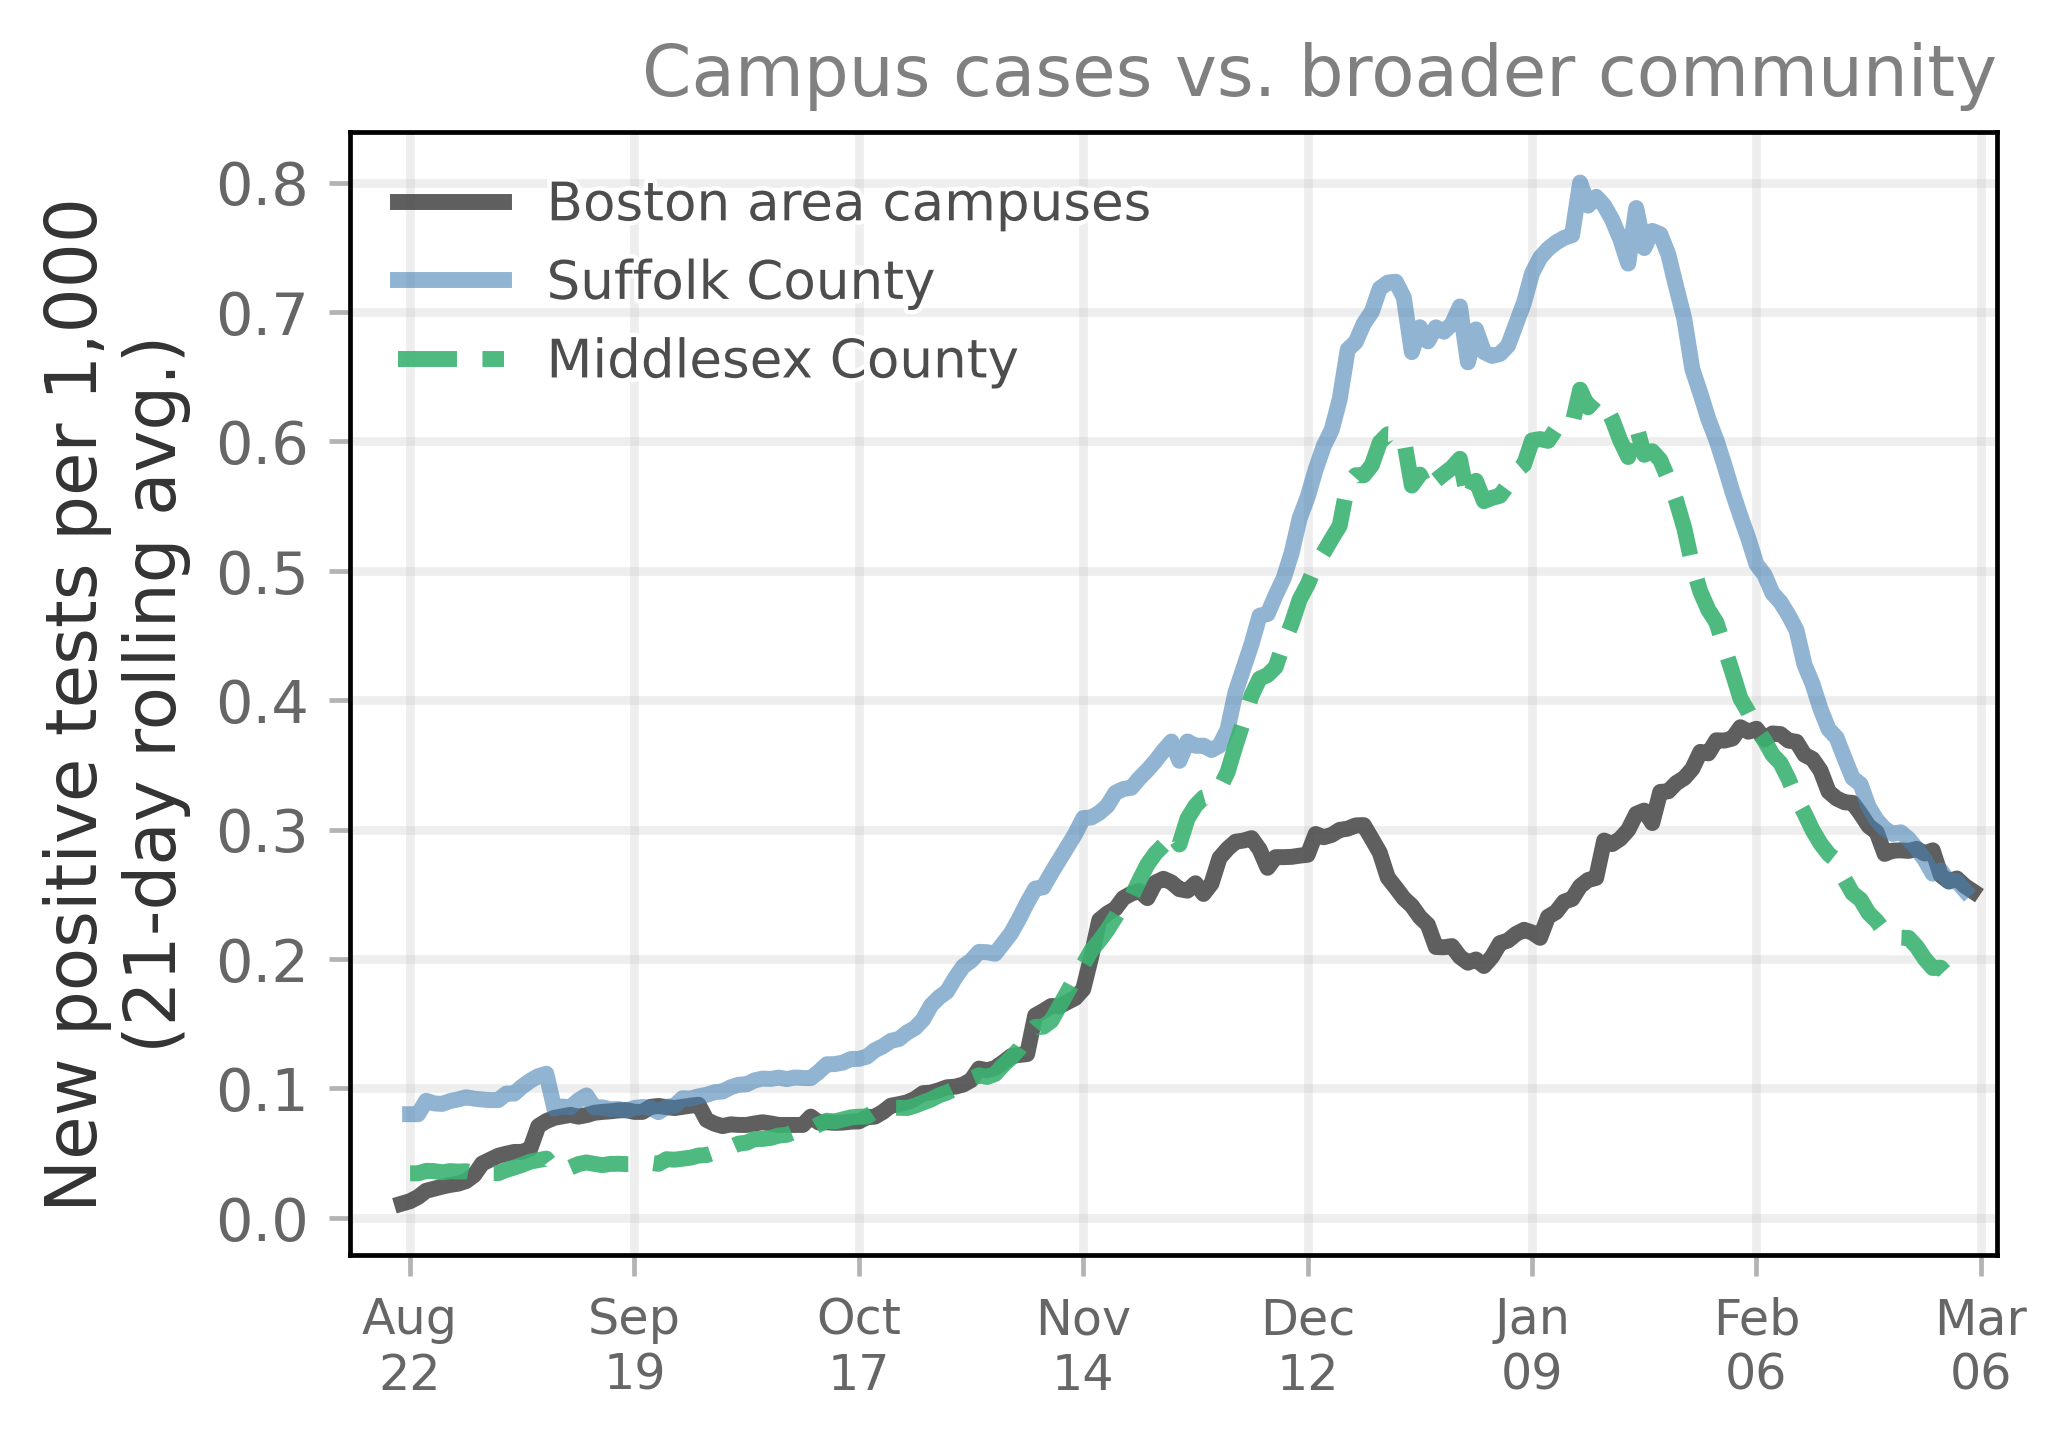 Campus cases vs. broader community
New positive tests per 1,000
(21-day rolling avg.)
0.8
0.7
0.6
0.5
0.4
0.3
0.2
0.1
0.0
Boston area campuses
Suffolk County
Middlesex County
Aug
22
Sep
19
Oct
17
Nov
14
Dec
12
Jan
09
Feb
06
Mar
06